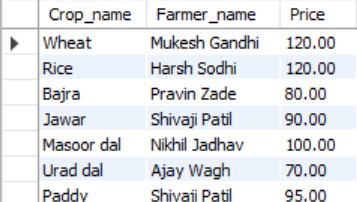 Crop_name Farmer_name Price
Wheat Mukesh Gandhi 120.00
Rice Harsh Sodhi 120.00
Bajra Pravin Zade 80.00
Jawar Shivaji Patil 90.00
Masoor dal Nikhil Jadhav 100.00
Urad dal Ajay Wagh 70.00
Paddy Shivaji Patil 95.00